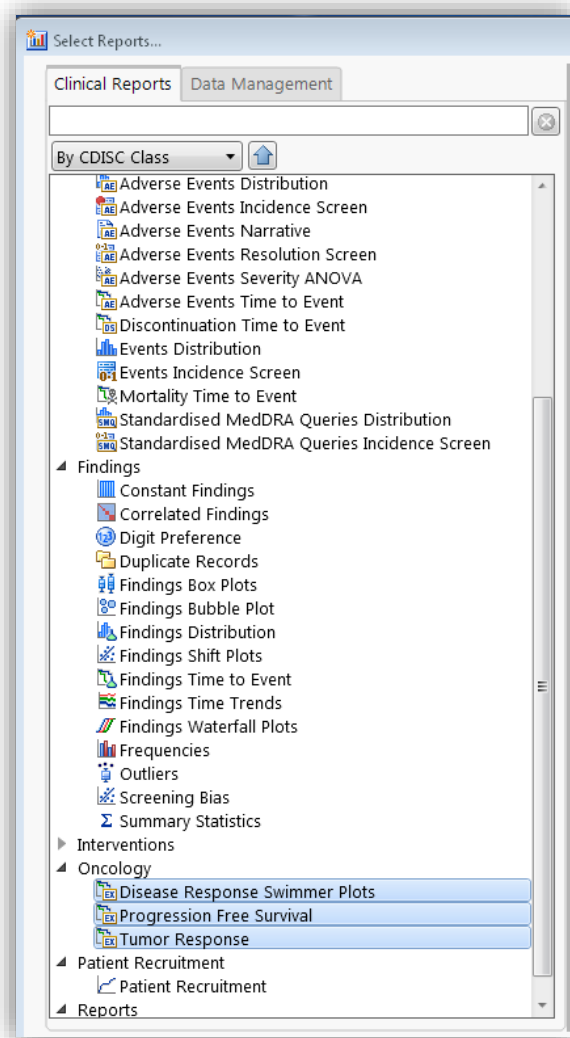 Select Reports...
Clinical Reports Data Management
By CDISC Class
Adverse Events Distribution
Adverse Events Incidence Screen
Adverse Events Narrative
Adverse Events Resolution Screen
Adverse Events Severity ANOVA
Adverse Events Time to Event
Discontinuation Time to Event
Events Distribution
Events Incidence Screen
Mortality Time to Event
Standardised MedDRA Queries Distribution
Standardised MedDRA Queries Incidence Screen
Findings
Constant Findings
Correlated Findings
Digit Preference
Duplicate Records
Findings Box Plots
Findings Bubble Plot
Findings Distribution
Findings Shift Plots
Findings Time to Event
Findings Time Trends
Findings Waterfall Plots
Frequencies
Outliers
Screening Bias
Σ Summary Statistics
Interventions
Oncology
Disease Response Swimmer Plots
Progression Free Survival
Tumor Response
Patient Recruitment
Patient Recruitment
Reports